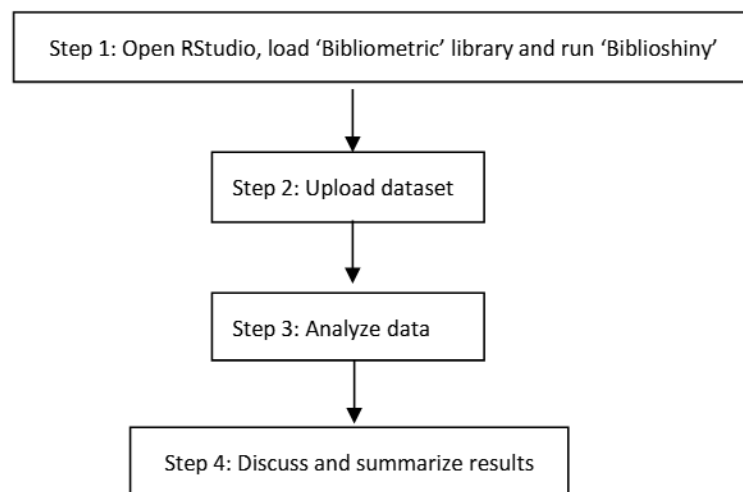 Step 1: Open RStudio, load ‘Bibliometric’ library and run ‘Biblioshiny’
Step 2: Upload dataset
Step 3: Analyze data
Step 4: Discuss and summarize results